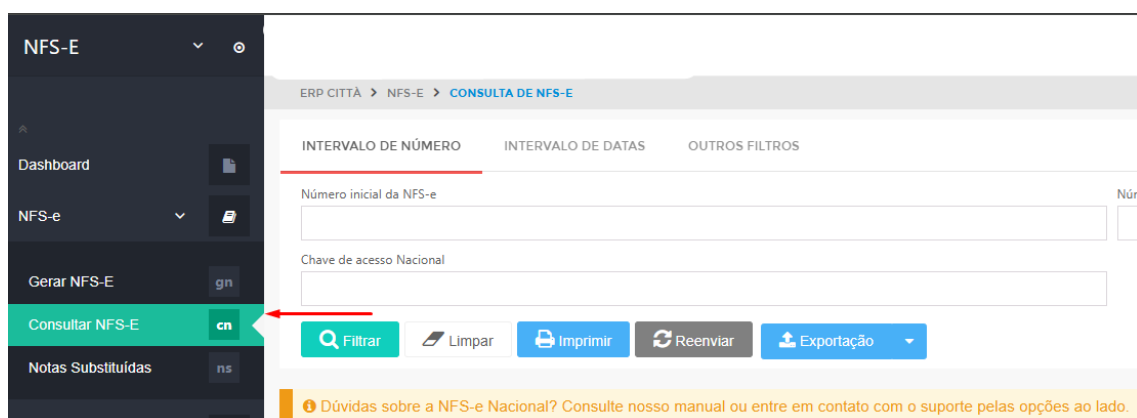 NFS-E
ERP CITTÀ > NFS-E > CONSULTA DE NFS-E
Dashboard
NFS-e
Gerar NFS-E gn
Consultar NFS-E cn
Notas Substituídas ns
INTERVALO DE NÚMERO INTERVALO DE DATAS OUTROS FILTROS
Número inicial da NFS-e
Chave de acesso Nacional
Filtrar Limpar Imprimir Reenviar Exportação
Dúvidas sobre a NFS-e Nacional? Consulte nosso manual ou entre em contato com o suporte pelas opções ao lado.